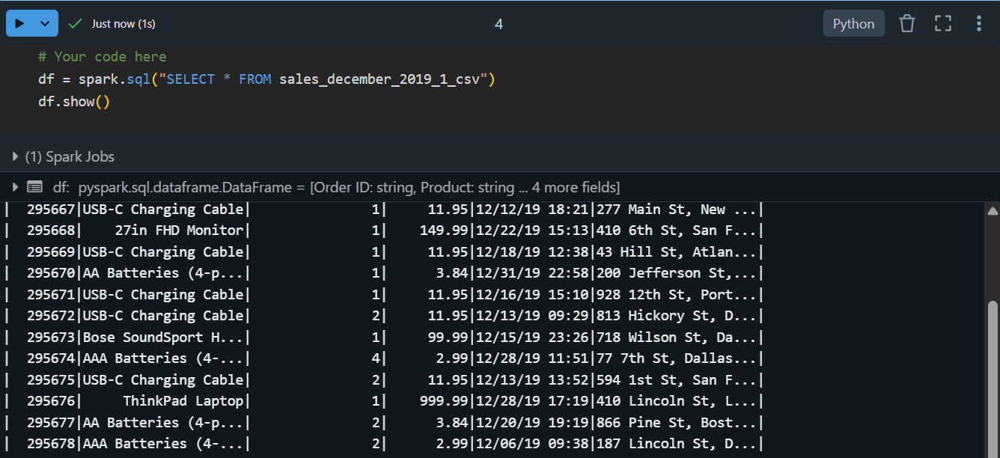 Just now (1s) 4 Python
# Your code here
df = spark.sql("SELECT * FROM sales_december_2019_1_csv")
df.show()
(1) Spark Jobs
df: pyspark.sql.dataframe.DataFrame = [Order ID: string, Product: string ... 4 more fields]
|  295667|USB-C Charging Cable|               1|     11.95|12/12/19 18:21|277 Main St, New ...|
|  295668|    27in FHD Monitor|               1|    149.99|12/22/19 15:13|410 6th St, San F...|
|  295669|USB-C Charging Cable|               1|     11.95|12/18/19 12:38|43 Hill St, Atlan...|
|  295670|AA Batteries (4-p...|               1|      3.84|12/31/19 22:58|200 Jefferson St,...|
|  295671|USB-C Charging Cable|               1|     11.95|12/16/19 15:10|928 12th St, Port...|
|  295672|USB-C Charging Cable|               2|     11.95|12/13/19 09:29|813 Hickory St, D...|
|  295673|Bose SoundSport H...|               1|     99.99|12/15/19 23:26|718 Wilson St, Da...|
|  295674|AAA Batteries (4-...|               4|      2.99|12/28/19 11:51|77 7th St, Dallas...|
|  295675|USB-C Charging Cable|               2|     11.95|12/13/19 13:52|594 1st St, San F...|
|  295676|     ThinkPad Laptop|               1|    999.99|12/28/19 17:19|410 Lincoln St, L...|
|  295677|AA Batteries (4-p...|               2|      3.84|12/20/19 19:19|866 Pine St, Bost...|
|  295678|AAA Batteries (4-...|               2|      2.99|12/06/19 09:38|187 Lincoln St, D...|